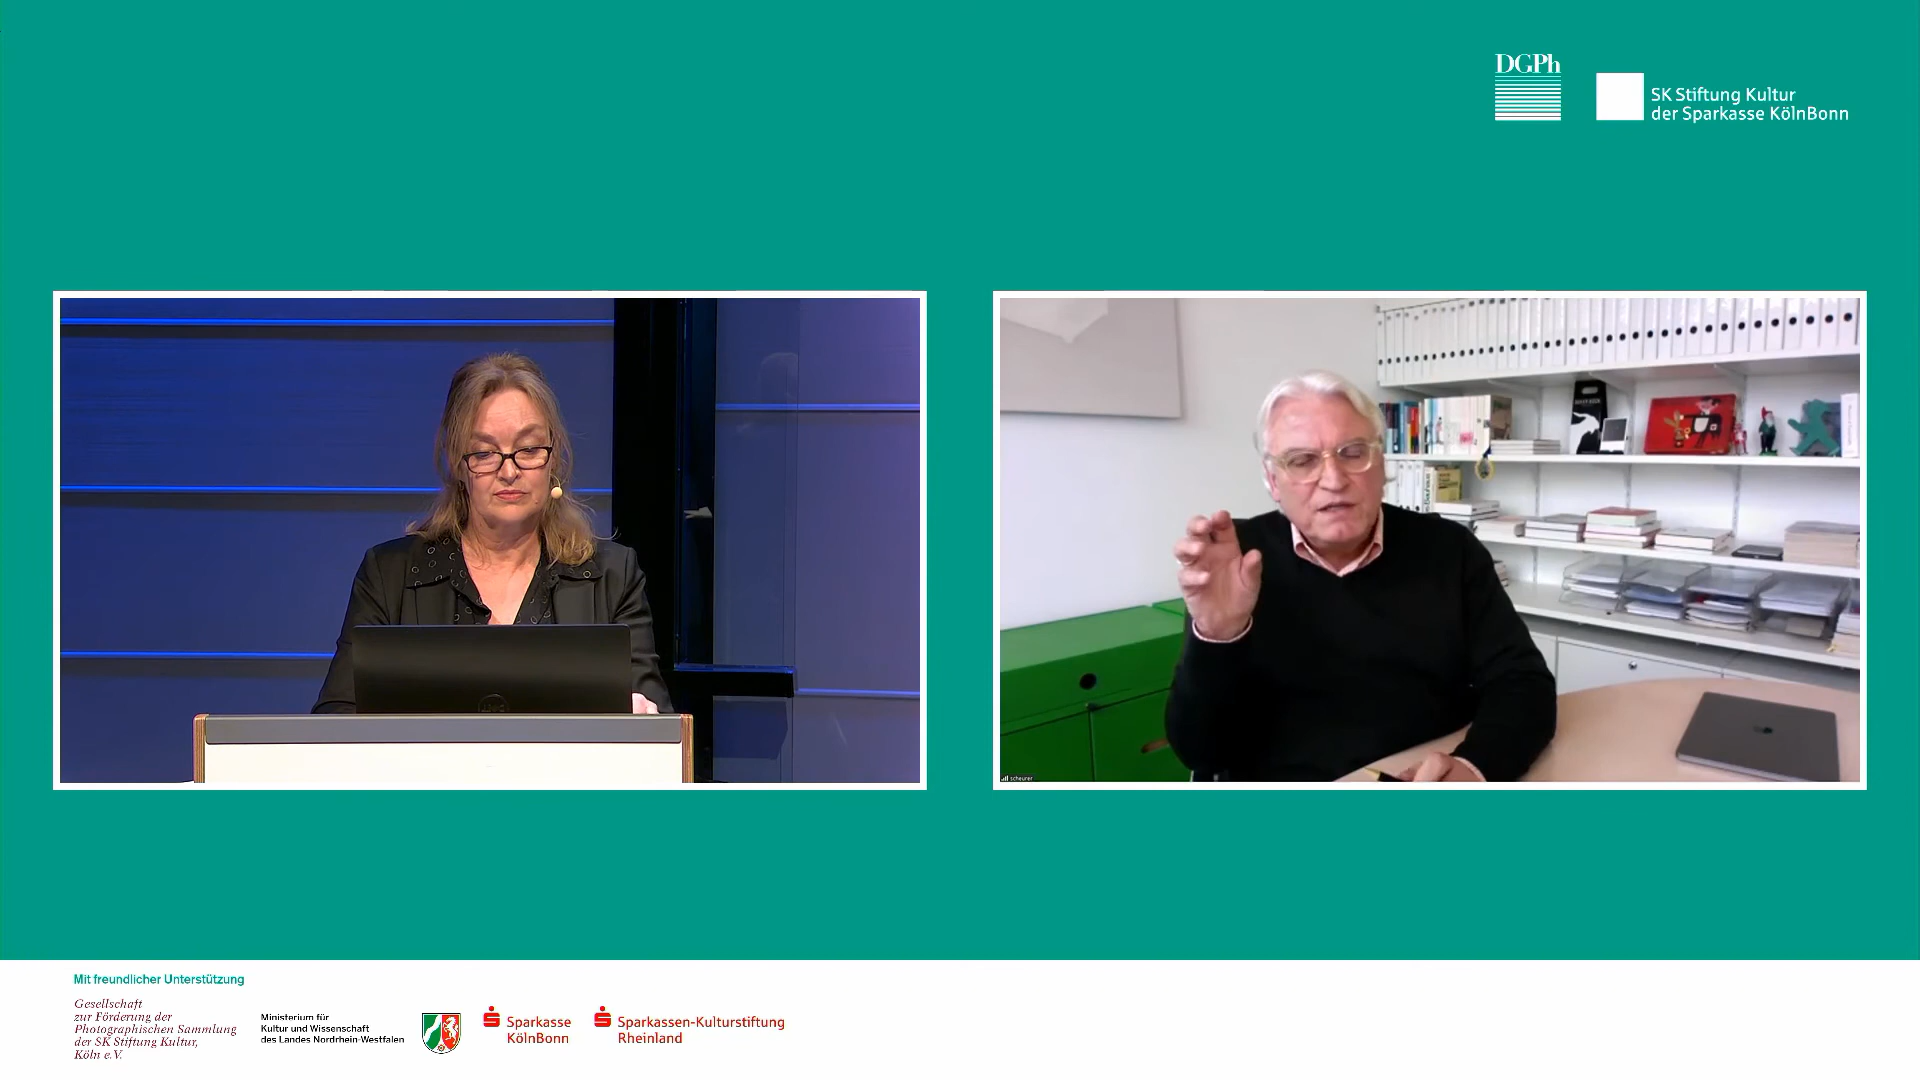 DGPh
SK Stiftung Kultur
der Sparkasse KölnBonn
scheurer
Mit freundlicher Unterstützung
Gesellschaft
zur Förderung der
Photographischen Sammlung
der SK Stiftung Kultur,
Köln e.V.
Ministerium für
Kultur und Wissenschaft
des Landes Nordrhein-Westfalen
Sparkasse
KölnBonn
Sparkassen-Kulturstiftung
Rheinland